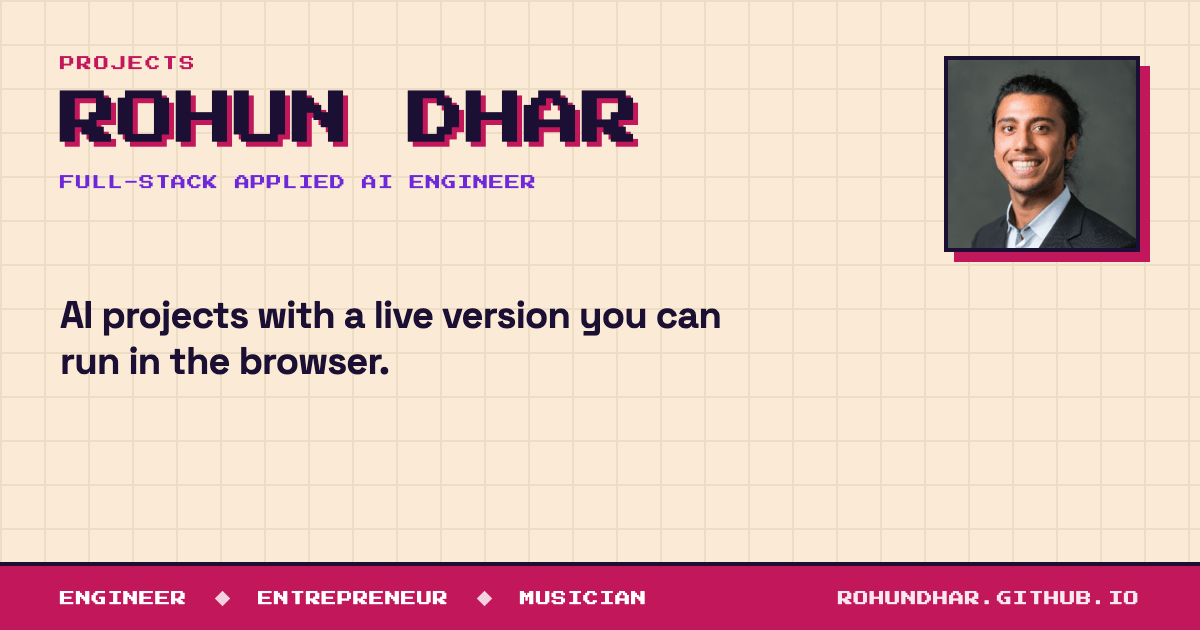 PROJECTS
ROHUN DHAR
FULL-STACK APPLIED AI ENGINEER
AI projects with a live version you can
run in the browser.
ENGINEER ◆ ENTREPRENEUR ◆ MUSICIAN
ROHUNDHAR.GITHUB.IO